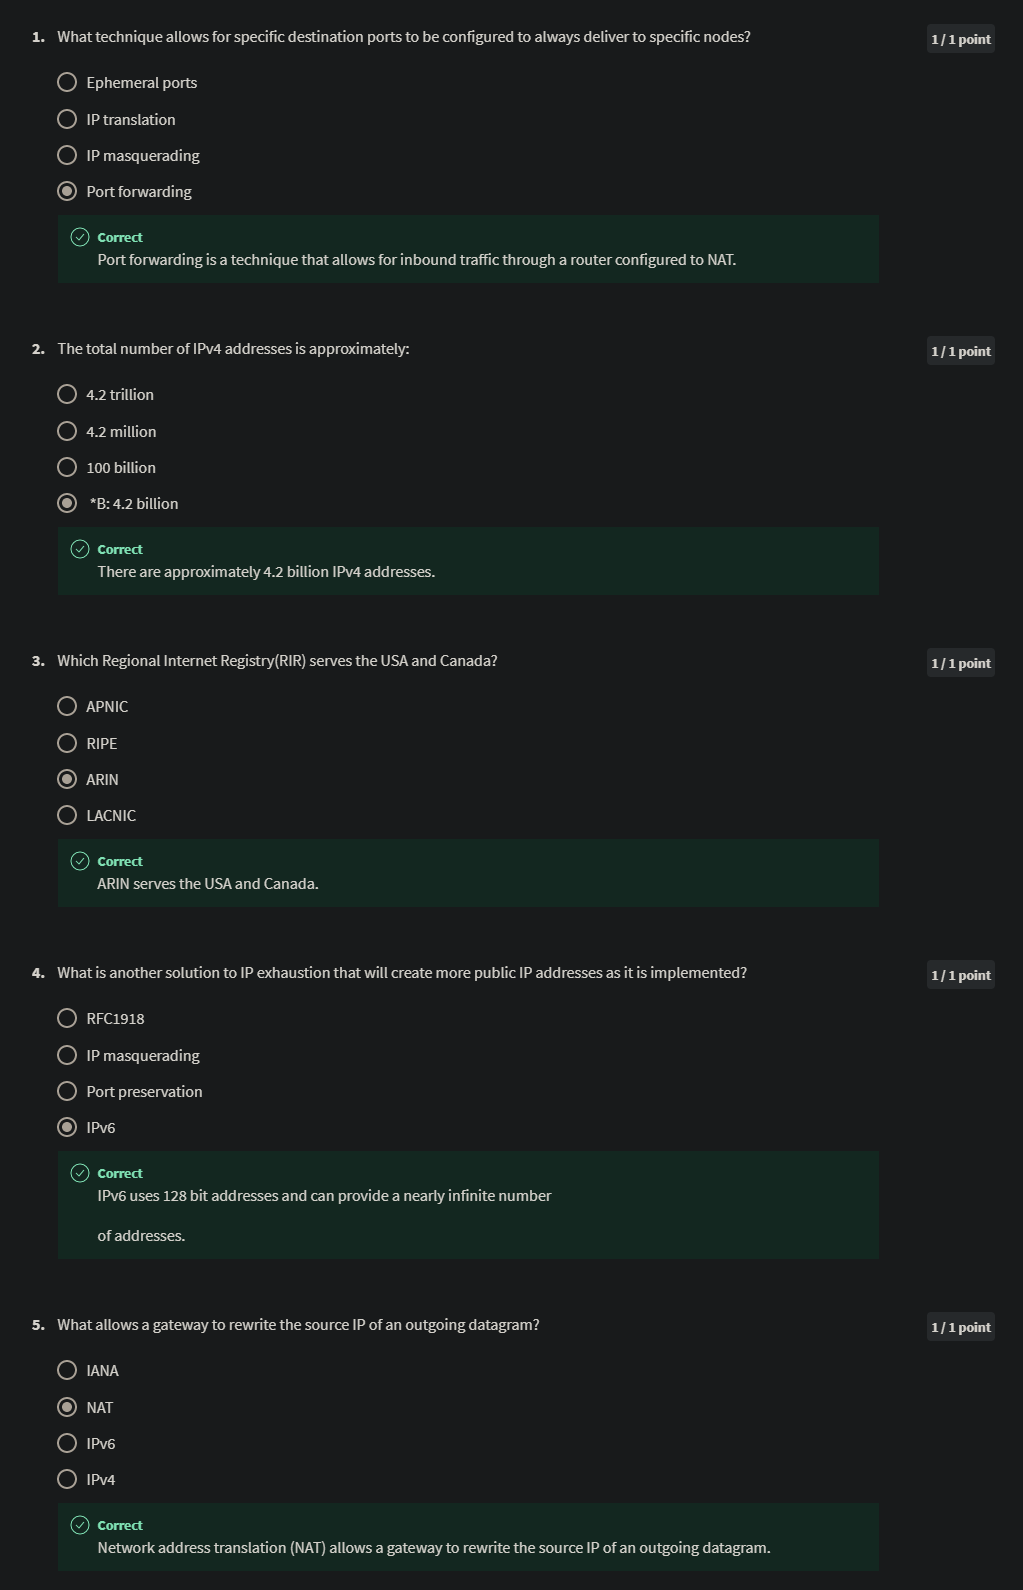 1. What technique allows for specific destination ports to be configured to always deliver to specific nodes?
1 / 1 point
Ephemeral ports
IP translation
IP masquerading
Port forwarding
Correct
Port forwarding is a technique that allows for inbound traffic through a router configured to NAT.
2. The total number of IPv4 addresses is approximately:
1 / 1 point
4.2 trillion
4.2 million
100 billion
*B: 4.2 billion
Correct
There are approximately 4.2 billion IPv4 addresses.
3. Which Regional Internet Registry(RIR) serves the USA and Canada?
1 / 1 point
APNIC
RIPE
ARIN
LACNIC
Correct
ARIN serves the USA and Canada.
4. What is another solution to IP exhaustion that will create more public IP addresses as it is implemented?
1 / 1 point
RFC1918
IP masquerading
Port preservation
IPv6
Correct
IPv6 uses 128 bit addresses and can provide a nearly infinite number
of addresses.
5. What allows a gateway to rewrite the source IP of an outgoing datagram?
1 / 1 point
IANA
NAT
IPv6
IPv4
Correct
Network address translation (NAT) allows a gateway to rewrite the source IP of an outgoing datagram.